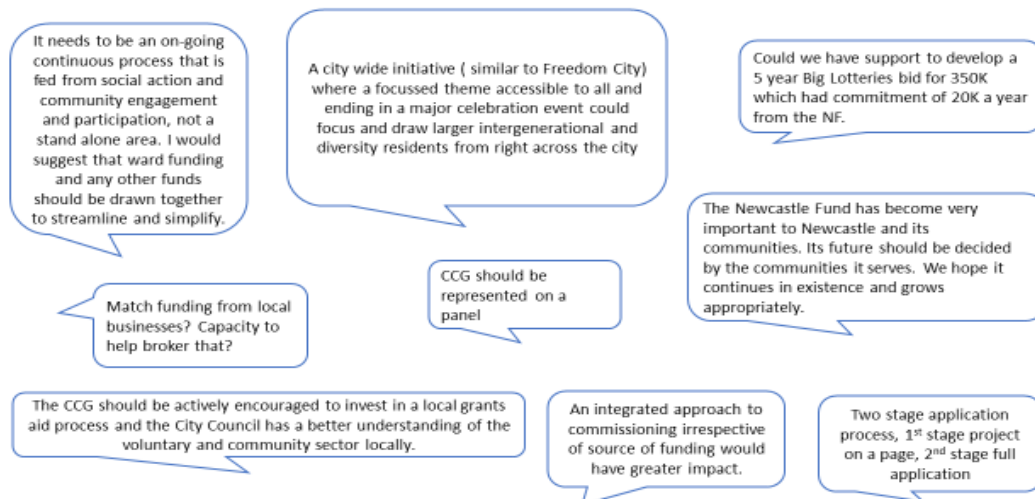 It needs to be an on-going
continuous process that is
fed from social action and
community engagement
and participation, not a
stand alone area. I would
suggest that ward funding
and any other funds
should be drawn together
to streamline and simplify.
A city wide initiative ( similar to Freedom City)
where a focussed theme accessible to all and
ending in a major celebration event could
focus and draw larger intergenerational and
diversity residents from right across the city
Could we have support to develop a
5 year Big Lotteries bid for 350K
which had commitment of 20K a year
from the NF.
The Newcastle Fund has become very
important to Newcastle and its
communities. Its future should be decided
by the communities it serves. We hope it
continues in existence and grows
appropriately.
Match funding from local
businesses? Capacity to
help broker that?
CCG should be
represented on a
panel
The CCG should be actively encouraged to invest in a local grants
aid process and the City Council has a better understanding of the
voluntary and community sector locally.
An integrated approach to
commissioning irrespective
of source of funding would
have greater impact.
Two stage application
process, 1st stage project
on a page, 2nd stage full
application